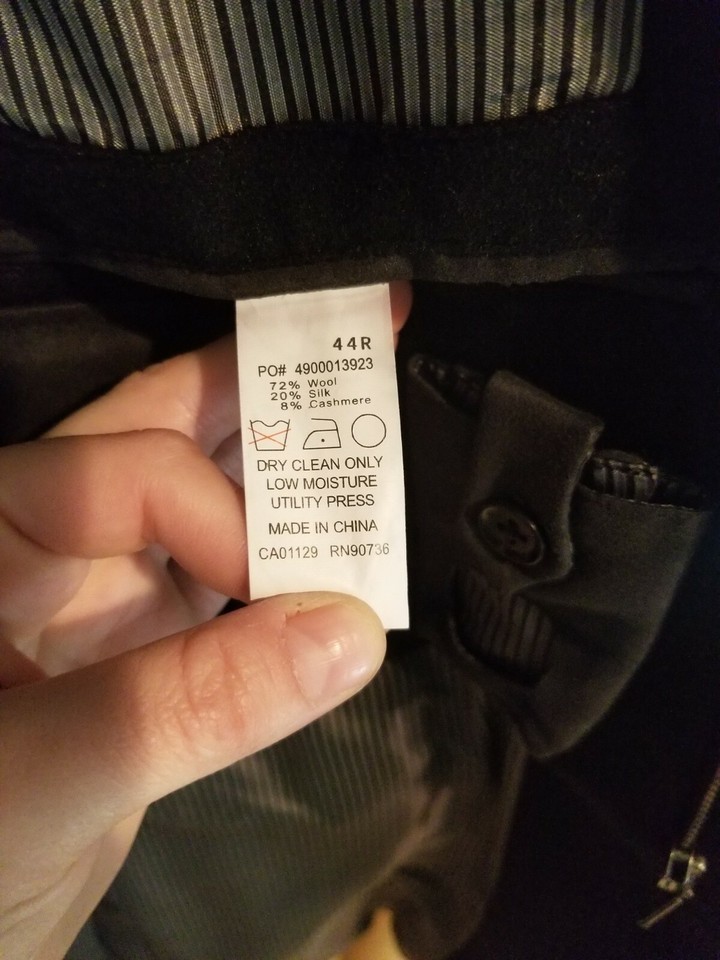 44R
PO# 4900013923
72% Wool
20% Silk
8% Cashmere
DRY CLEAN ONLY
LOW MOISTURE
UTILITY PRESS
MADE IN CHINA
CA01129 RN90736